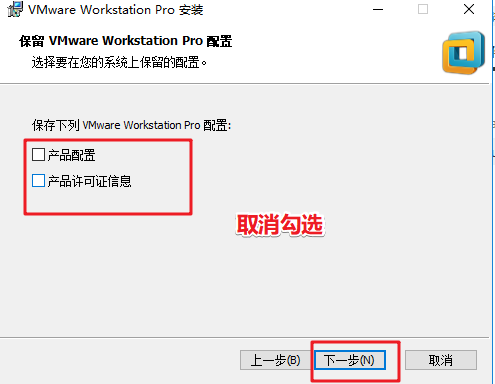 VMware Workstation Pro 安装
保留 VMware Workstation Pro 配置
选择要在您的系统上保留的配置。
保存下列 VMware Workstation Pro 配置:
产品配置
产品许可证信息
取消勾选
上一步(B)
下一步(N)
取消